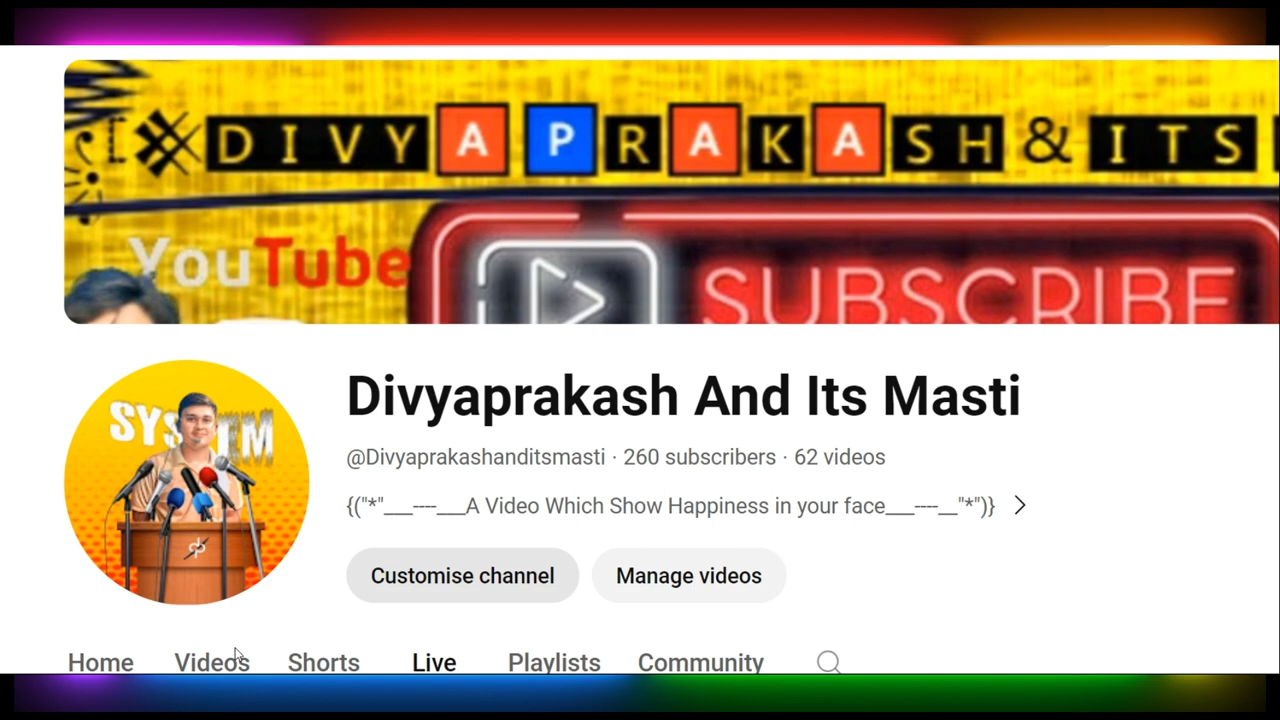 DIVYAPRAKASH & ITS
YouTube
SUBSCRIBE
SYSTEM
Divyaprakash And Its Masti
@Divyaprakashanditsmasti · 260 subscribers · 62 videos
{("*"___----___A Video Which Show Happiness in your face___----__"*")}
Customise channel Manage videos
Home Videos Shorts Live Playlists Community